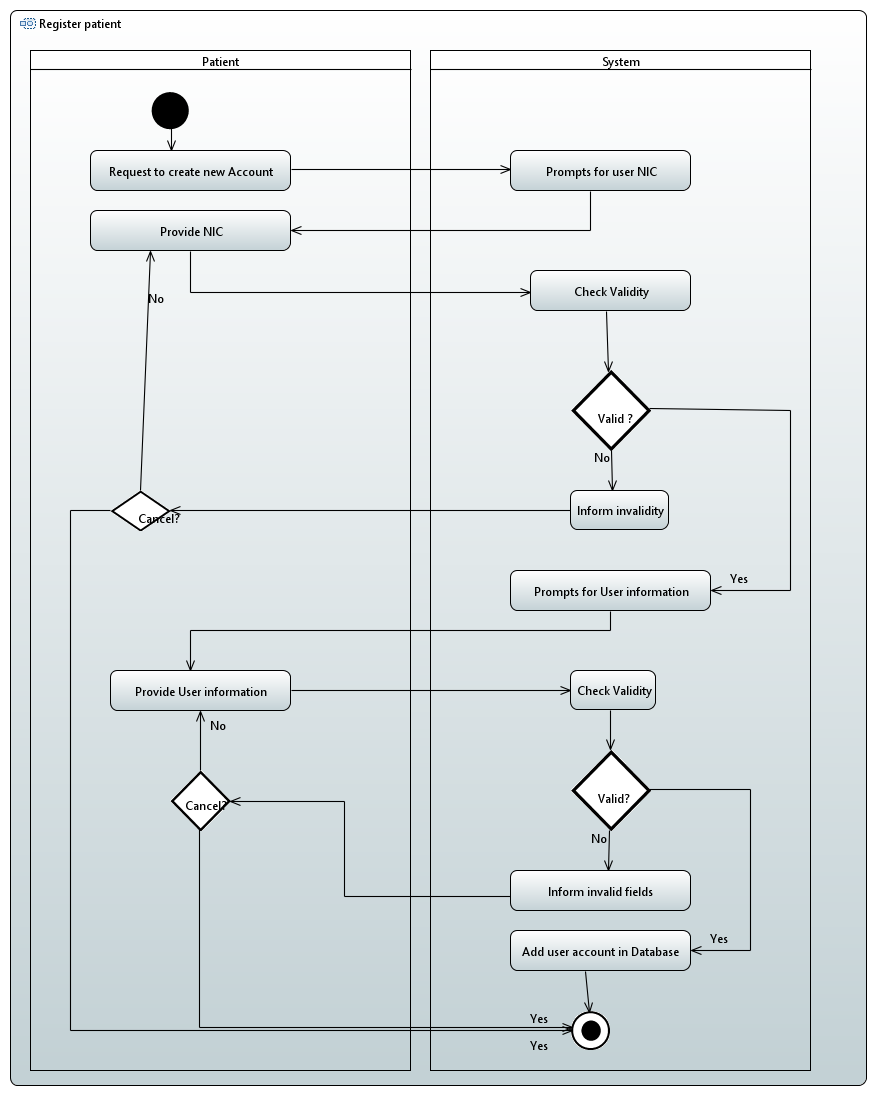 Register patient
Patient
System
Request to create new Account
Prompts for user NIC
Provide NIC
Check Validity
No
Valid ?
No
Inform invalidity
Cancel?
Prompts for User information
Yes
Provide User information
Check Validity
No
Valid?
Cancel?
No
Inform invalid fields
Yes
Add user account in Database
Yes
Yes